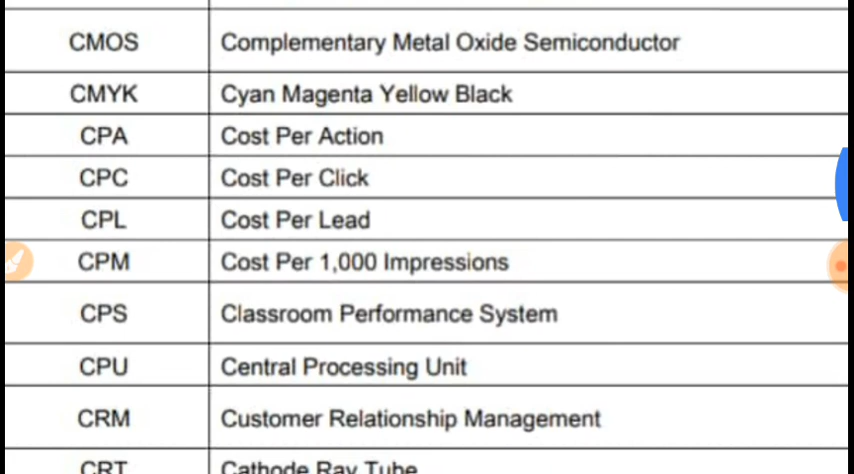 CMOS Complementary Metal Oxide Semiconductor
CMYK Cyan Magenta Yellow Black
CPA Cost Per Action
CPC Cost Per Click
CPL Cost Per Lead
CPM Cost Per 1,000 Impressions
CPS Classroom Performance System
CPU Central Processing Unit
CRM Customer Relationship Management
CRT Cathode Ray Tube